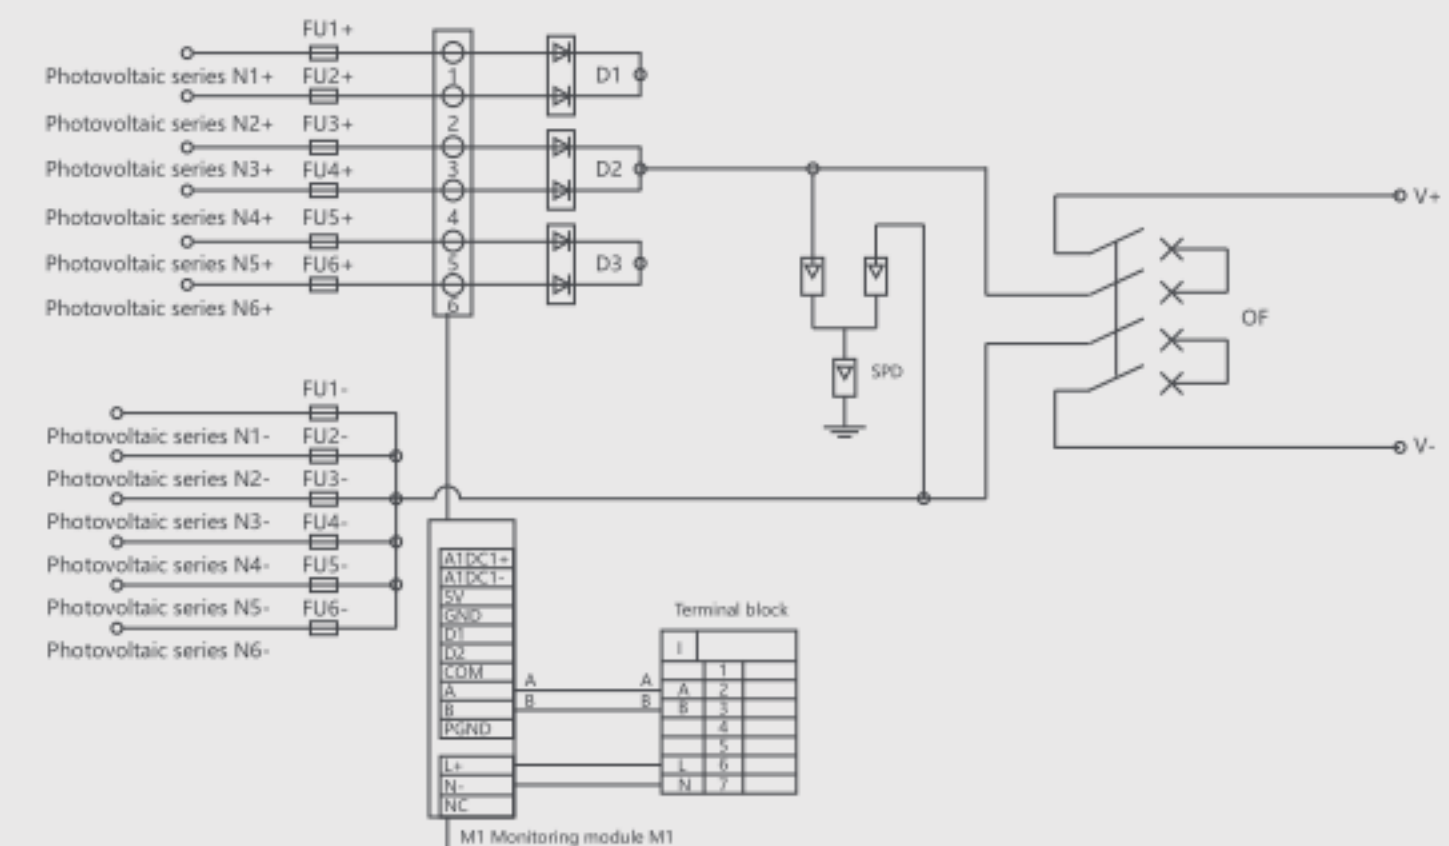 FU1+
Photovoltaic series N1+ FU2+ 1 D1
Photovoltaic series N2+ FU3+ 2
Photovoltaic series N3+ FU4+ 3 D2
V+
Photovoltaic series N4+ FU5+ 4
Photovoltaic series N5+ FU6+ 5 D3
Photovoltaic series N6+ 6
OF
SPD
FU1-
Photovoltaic series N1- FU2-
V-
Photovoltaic series N2- FU3-
Photovoltaic series N3- FU4-
Photovoltaic series N4- FU5-
Photovoltaic series N5- FU6-
Photovoltaic series N6-
A1DC1+
A1DC1-
5V
GND
D1
D2
COM
A
B
PGND
L+
N-
NC
A A
B B
Terminal block
I
1
A 2
B 3
4
5
L 6
N 7
M1 Monitoring module M1